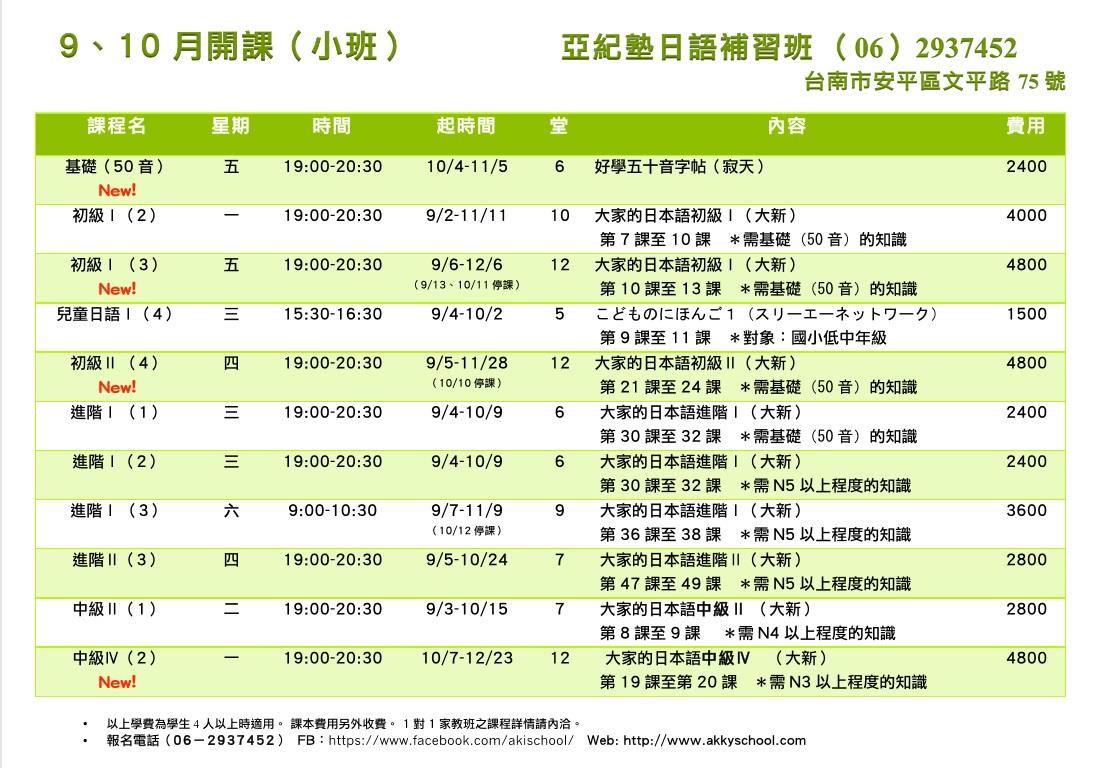 9、10 月開課（小班）
亞紀塾日語補習班（06）2937452
台南市安平區文平路 75 號
課程名 星期 時間 起時間 堂 內容 費用
基礎（50 音） 五 19:00-20:30 10/4-11/5 6 好學五十音字帖（寂天） 2400
New!
初級Ⅰ（2） 一 19:00-20:30 9/2-11/11 10 大家的日本語初級Ⅰ（大新） 4000
第 7 課至 10 課 ＊需基礎（50 音）的知識
初級Ⅰ（3） 五 19:00-20:30 9/6-12/6 12 大家的日本語初級Ⅰ（大新） 4800
New! （9/13、10/11 停課） 第 10 課至 13 課 ＊需基礎（50 音）的知識
兒童日語Ⅰ（4） 三 15:30-16:30 9/4-10/2 5 こどものにほんご１（スリーエーネットワーク） 1500
第 9 課至 11 課 ＊對象：國小低中年級
初級Ⅱ（4） 四 19:00-20:30 9/5-11/28 12 大家的日本語初級Ⅱ（大新） 4800
New! （10/10 停課） 第 21 課至 24 課 ＊需基礎（50 音）的知識
進階Ⅰ（1） 三 19:00-20:30 9/4-10/9 6 大家的日本語進階Ⅰ（大新） 2400
第 30 課至 32 課 ＊需基礎（50 音）的知識
進階Ⅰ（2） 三 19:00-20:30 9/4-10/9 6 大家的日本語進階Ⅰ（大新） 2400
第 30 課至 32 課 ＊需 N5 以上程度的知識
進階Ⅰ（3） 六 9:00-10:30 9/7-11/9 9 大家的日本語進階Ⅰ（大新） 3600
（10/12 停課） 第 36 課至 38 課 ＊需 N5 以上程度的知識
進階Ⅱ（3） 四 19:00-20:30 9/5-10/24 7 大家的日本語進階Ⅱ（大新） 2800
第 47 課至 49 課 ＊需 N5 以上程度的知識
中級Ⅱ（1） 二 19:00-20:30 9/3-10/15 7 大家的日本語中級Ⅱ（大新） 2800
第 8 課至 9 課 ＊需 N4 以上程度的知識
中級Ⅳ（2） 一 19:00-20:30 10/7-12/23 12 大家的日本語中級Ⅳ（大新） 4800
New! 第 19 課至第 20 課 ＊需 N3 以上程度的知識
• 以上學費為學生 4 人以上時適用。 課本費用另外收費。 1 對 1 家教班之課程詳情請內洽。
• 報名電話（06－2937452） FB：https://www.facebook.com/akischool/ Web: http://www.akkyschool.com